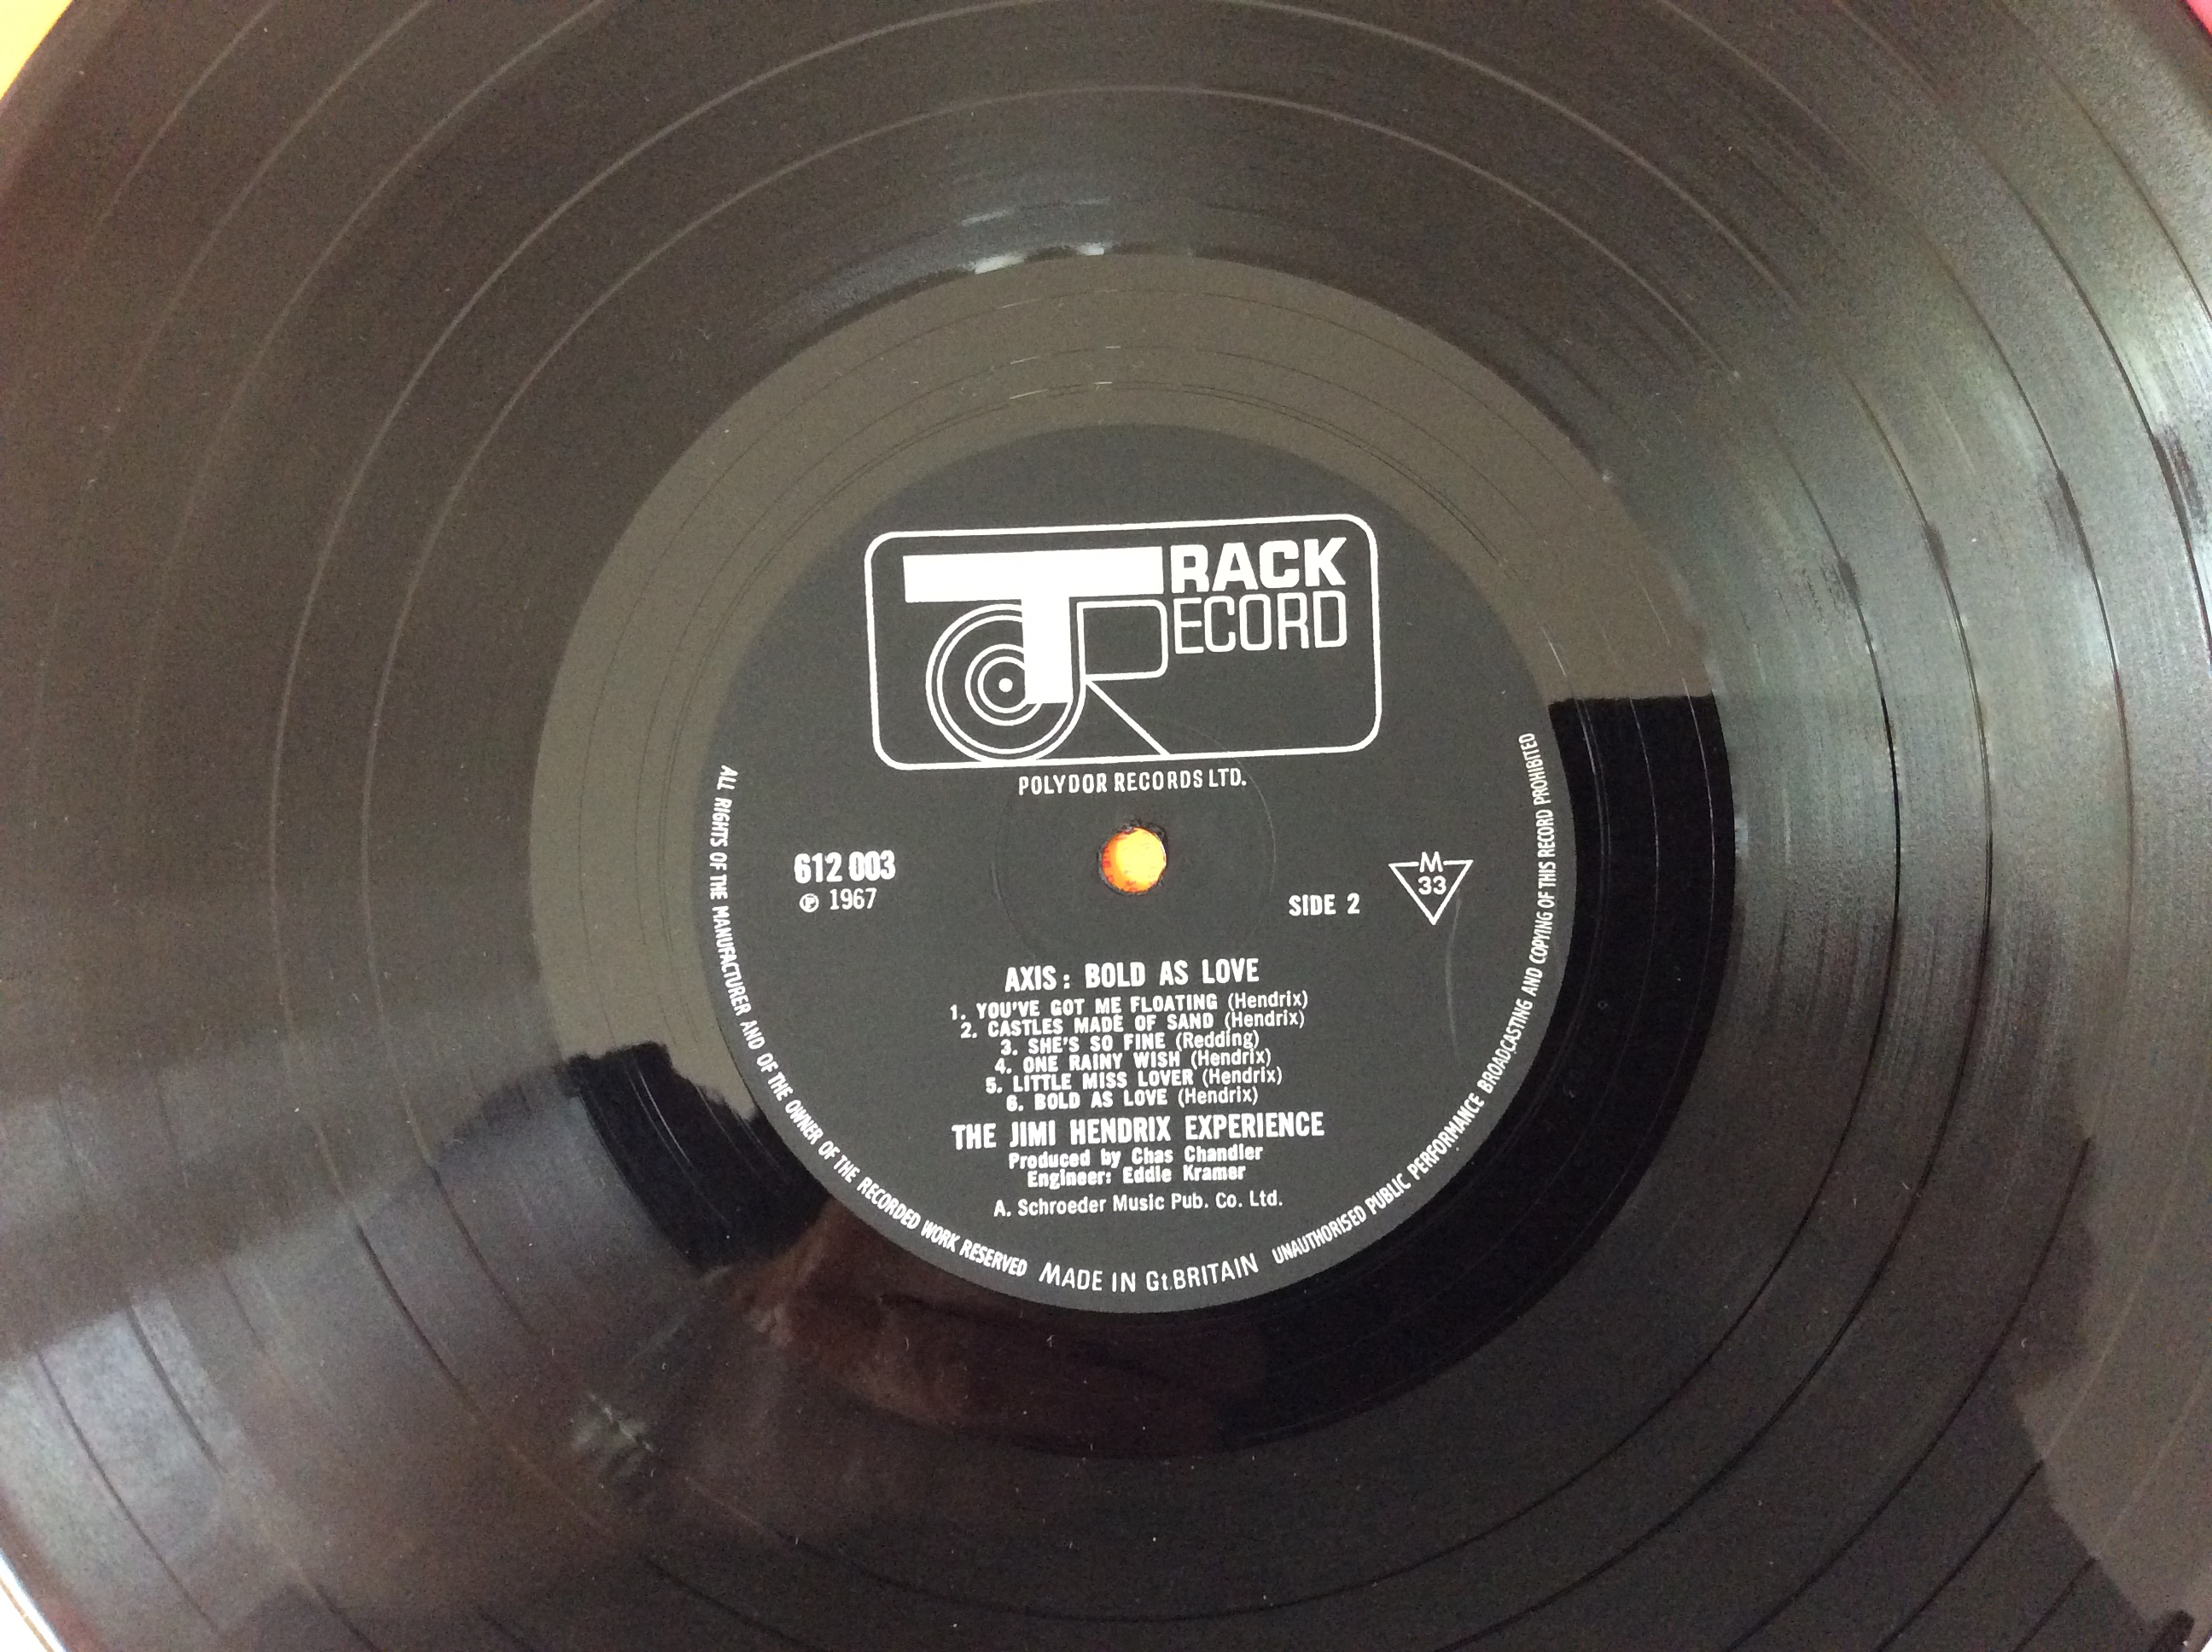 TRACK
RECORD
POLYDOR RECORDS LTD.
612 003
℗ 1967
SIDE 2
M
33
AXIS: BOLD AS LOVE
1. YOU'VE GOT ME FLOATING (Hendrix)
2. CASTLES MADE OF SAND (Hendrix)
3. SHE'S SO FINE (Redding)
4. ONE RAINY WISH (Hendrix)
5. LITTLE MISS LOVER (Hendrix)
6. BOLD AS LOVE (Hendrix)
THE JIMI HENDRIX EXPERIENCE
Produced by Chas Chandler
Engineer: Eddie Kramer
A. Schroeder Music Pub. Co. Ltd.
ALL RIGHTS OF THE MANUFACTURER AND OF THE OWNER OF THE RECORDED WORK RESERVED MADE IN Gt.BRITAIN UNAUTHORISED PUBLIC PERFORMANCE BROADCASTING AND COPYING OF THIS RECORD PROHIBITED